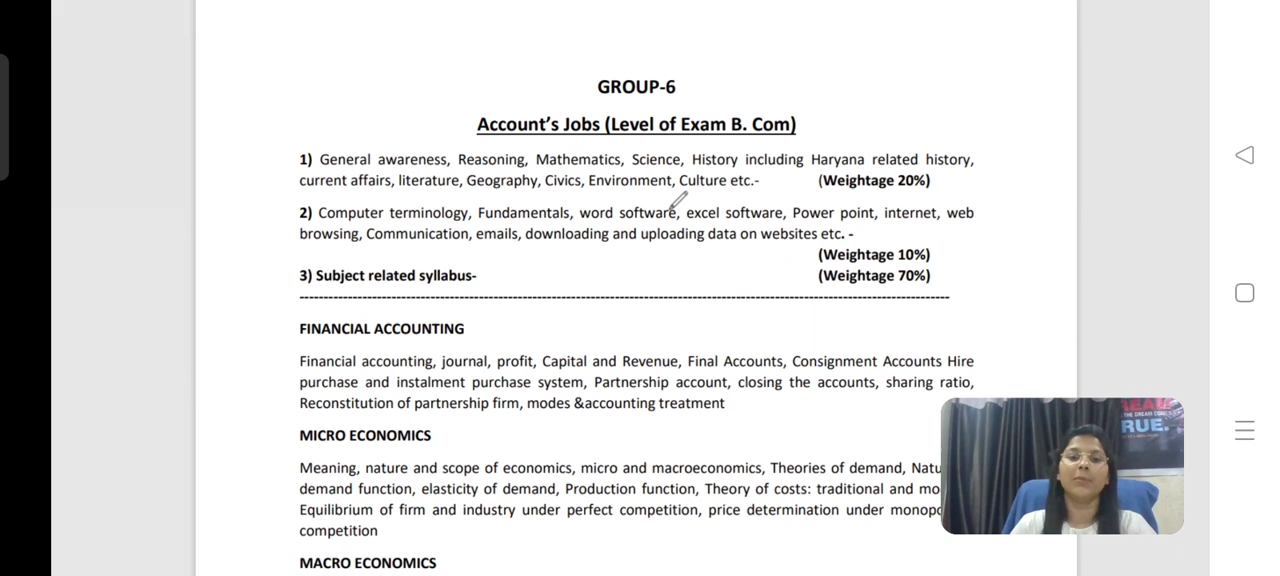 GROUP-6
Account's Jobs (Level of Exam B. Com)
1) General awareness, Reasoning, Mathematics, Science, History including Haryana related history,
current affairs, literature, Geography, Civics, Environment, Culture etc.- (Weightage 20%)
2) Computer terminology, Fundamentals, word software, excel software, Power point, internet, web
browsing, Communication, emails, downloading and uploading data on websites etc. -
(Weightage 10%)
3) Subject related syllabus- (Weightage 70%)
--------------------------------------------------------------------------------------------------------------
FINANCIAL ACCOUNTING
Financial accounting, journal, profit, Capital and Revenue, Final Accounts, Consignment Accounts Hire
purchase and instalment purchase system, Partnership account, closing the accounts, sharing ratio,
Reconstitution of partnership firm, modes &accounting treatment
MICRO ECONOMICS
Meaning, nature and scope of economics, micro and macroeconomics, Theories of demand,
demand function, elasticity of demand, Production function, Theory of costs: traditional and
Equilibrium of firm and industry under perfect competition, price determination under
competition
MACRO ECONOMICS
THE DREAM
RUE.